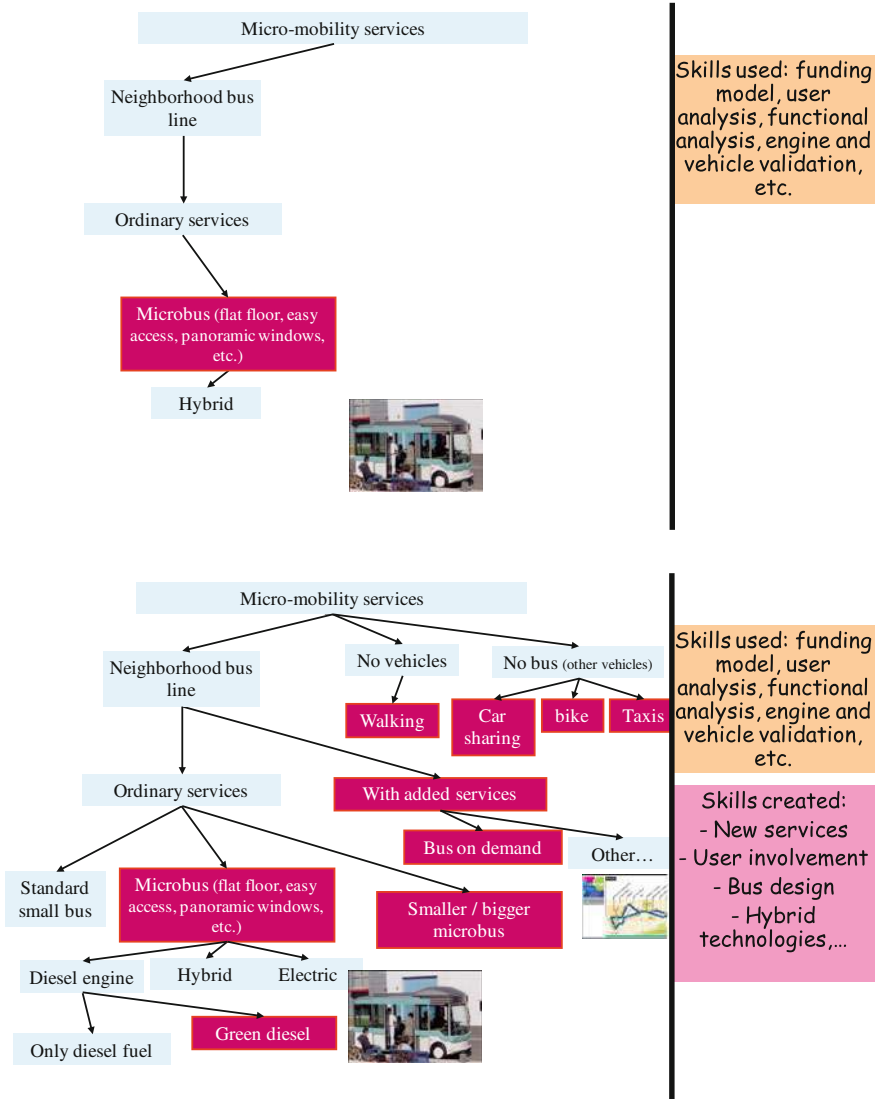 Micro-mobility services
Skills used: funding
model, user
analysis, functional
analysis, engine and
vehicle validation,
etc.
Neighborhood bus
line
Ordinary services
Microbus (flat floor, easy
access, panoramic windows,
etc.)
Hybrid
Micro-mobility services
Skills used: funding
model, user
analysis, functional
analysis, engine and
vehicle validation,
etc.
Neighborhood bus
line
No vehicles
No bus (other vehicles)
Walking
Car
sharing
bike
Taxis
Ordinary services
With added services
Skills created:
- New services
- User involvement
- Bus design
- Hybrid
technologies,...
Bus on demand
Other…
Standard
small bus
Microbus (flat floor, easy
access, panoramic windows,
etc.)
Smaller / bigger
microbus
Diesel engine
Hybrid
Electric
Green diesel
Only diesel fuel